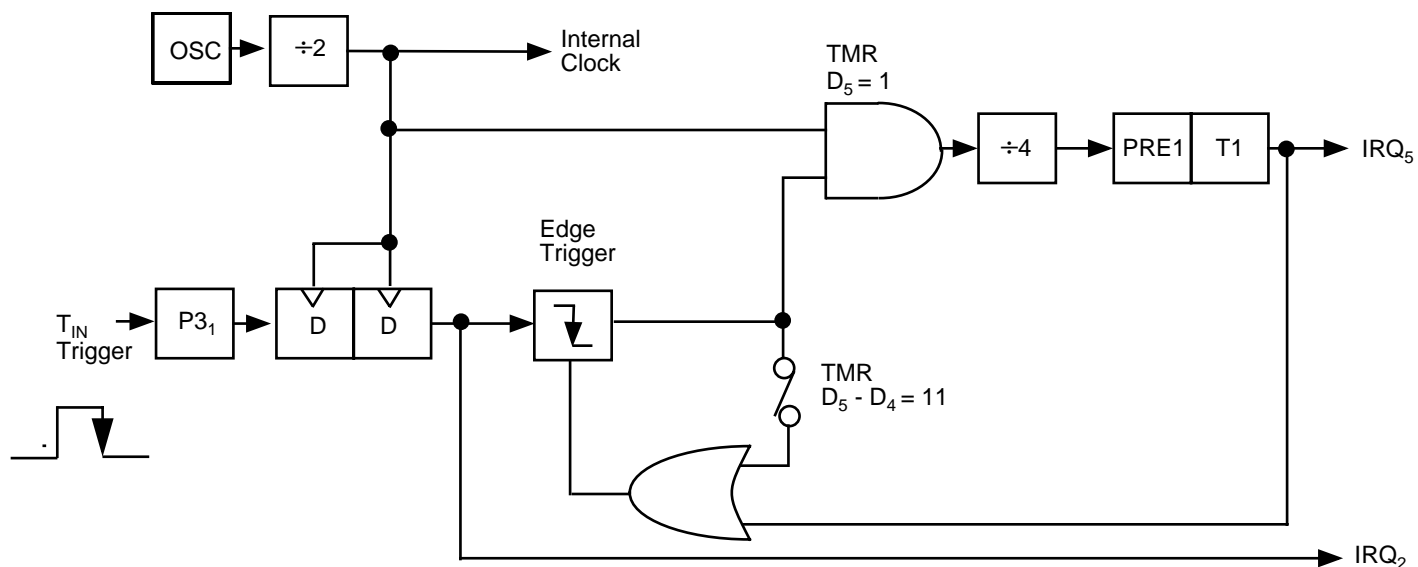 OSC
÷2
Internal
Clock
TMR
D5 = 1
÷4
PRE1
T1
IRQ5
Edge
Trigger
TIN
Trigger
P31
D
D
TMR
D5 - D4 = 11
IRQ2